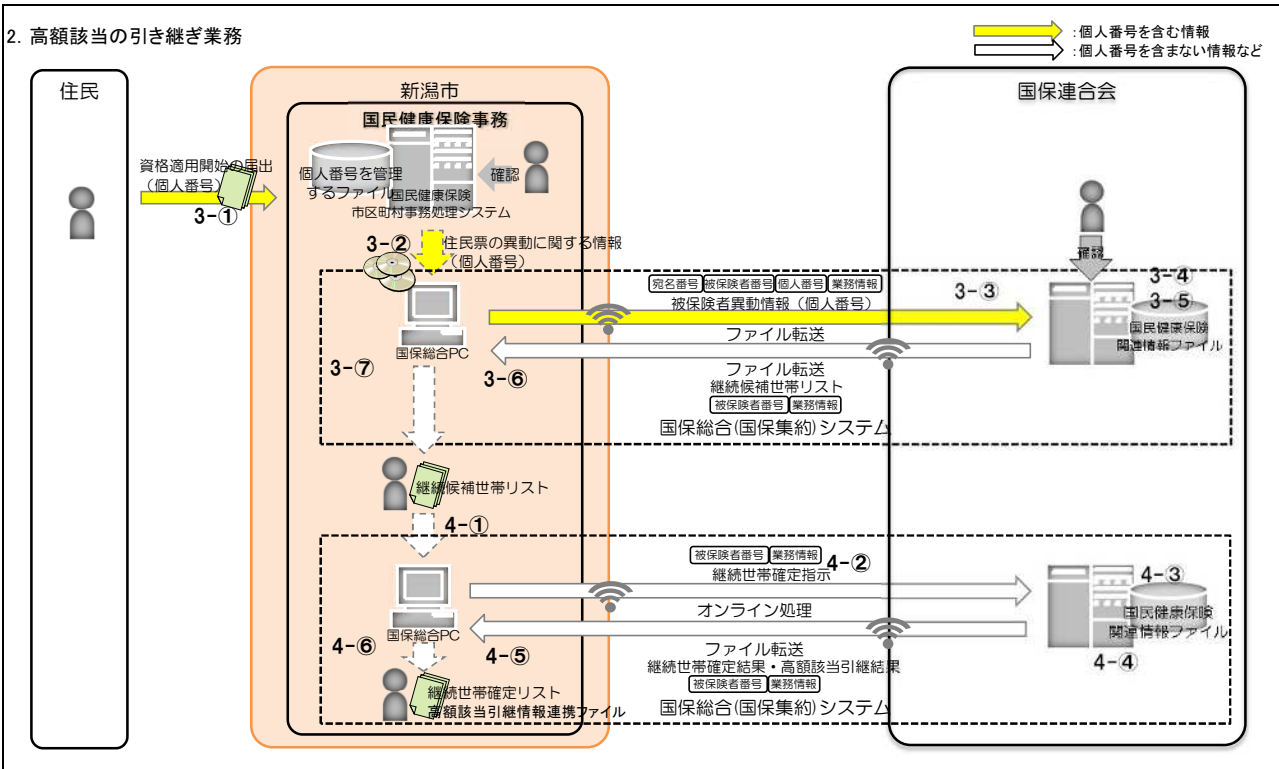 2. 高額該当の引き継ぎ業務
:個人番号を含む情報
:個人番号を含まない情報など
住民
新潟市
国保連合会
国民健康保険事務
資格適用開始の届出
(個人番号)
3-①
個人番号を管理
するファイル
国民健康保険
市区町村事務処理システム
確認
3-②
住民票の異動に関する情報
(個人番号)
国保総合PC
宛名番号 被保険者番号 個人番号 業務情報
被保険者異動情報(個人番号)
3-③
確認
3-④
3-⑤
国民健康保険
関連情報ファイル
ファイル転送
3-⑦
3-⑥
ファイル転送
継続候補世帯リスト
被保険者番号 業務情報
国保総合(国保集約)システム
継続候補世帯リスト
4-①
被保険者番号 業務情報
4-②
継続世帯確定指示
4-③
国民健康保険
関連情報ファイル
4-④
オンライン処理
国保総合PC
4-⑥
4-⑤
ファイル転送
継続世帯確定結果・高額該当引継結果
被保険者番号 業務情報
国保総合(国保集約)システム
継続世帯確定リスト
高額該当引継情報連携ファイル